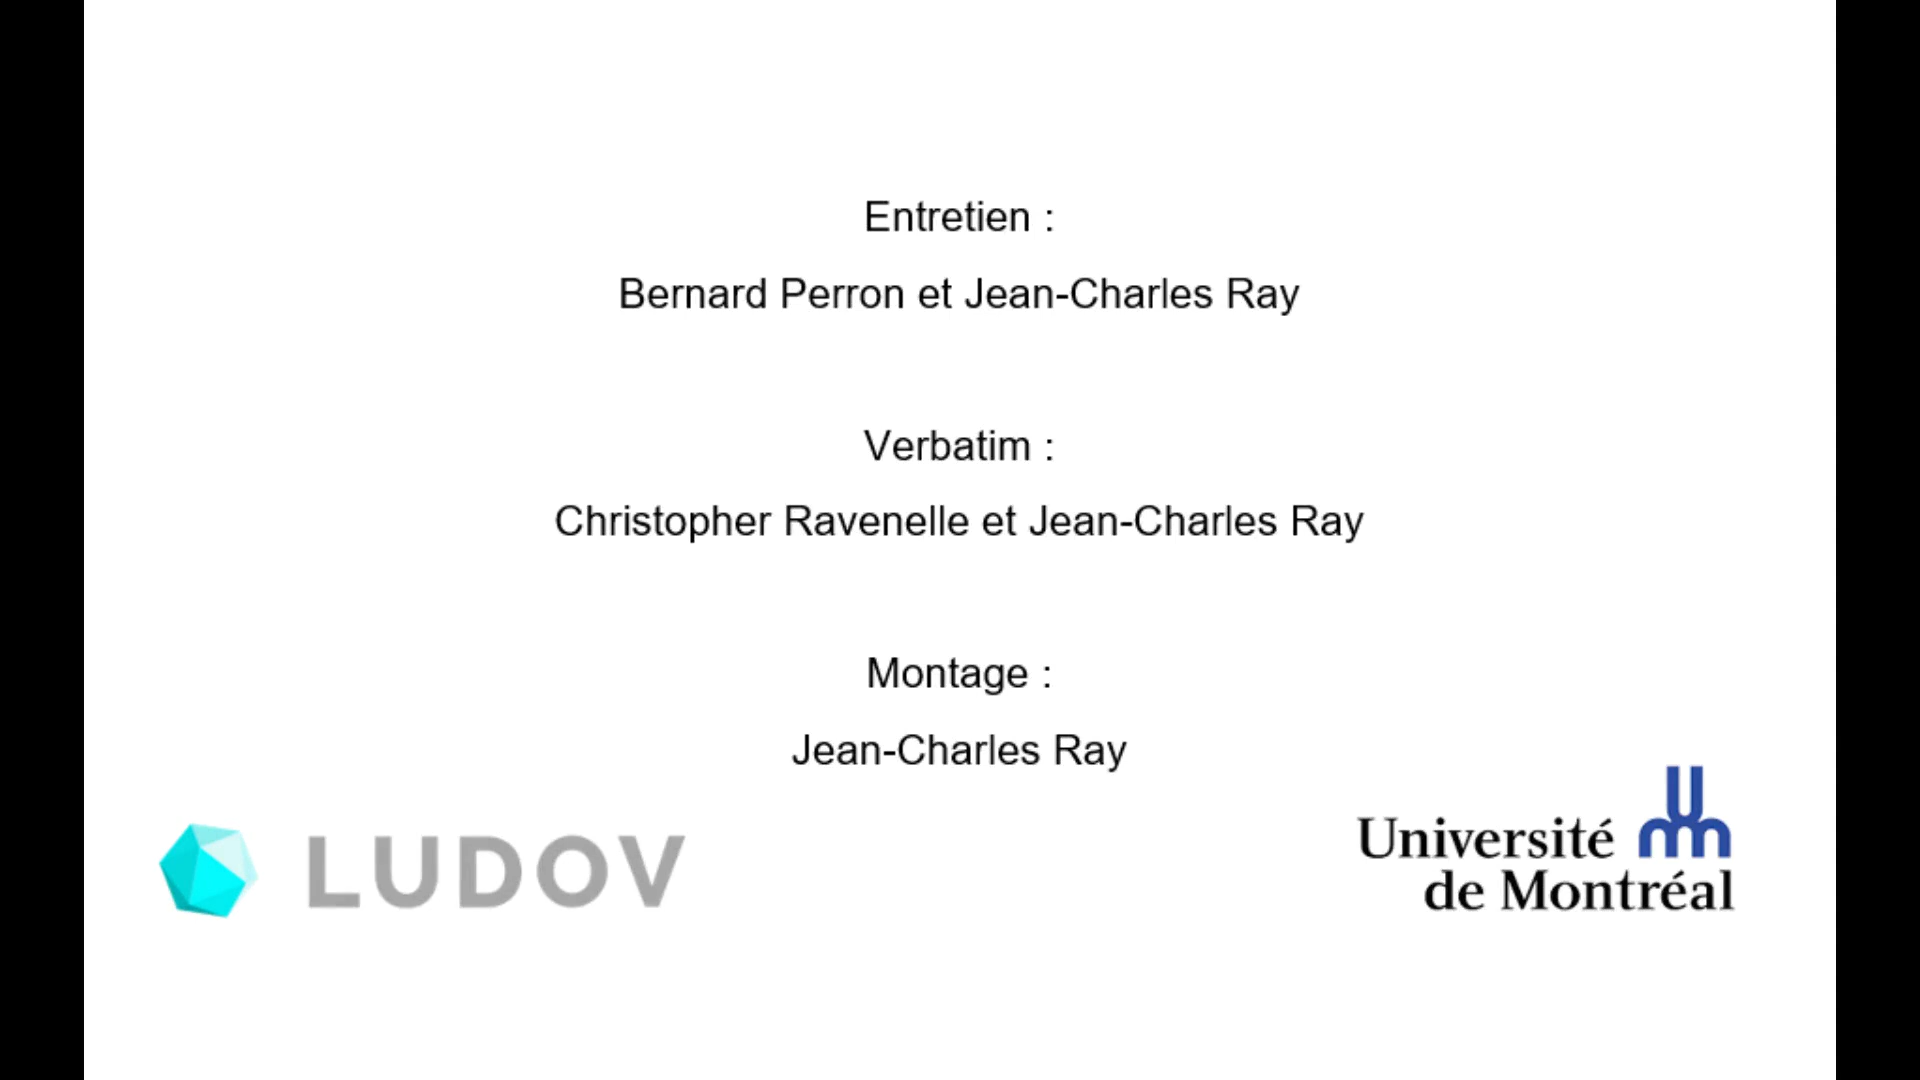 Entretien :
Bernard Perron et Jean-Charles Ray
Verbatim :
Christopher Ravenelle et Jean-Charles Ray
Montage :
Jean-Charles Ray
LUDOV
Université
de Montréal